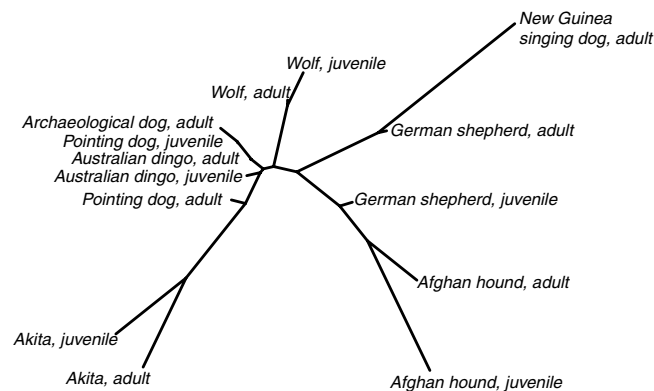 New Guinea
singing dog, adult
Wolf, juvenile
Wolf, adult
Archaeological dog, adult
German shepherd, adult
Pointing dog, juvenile
Australian dingo, adult
Australian dingo, juvenile
Pointing dog, adult
German shepherd, juvenile
Afghan hound, adult
Akita, juvenile
Akita, adult
Afghan hound, juvenile